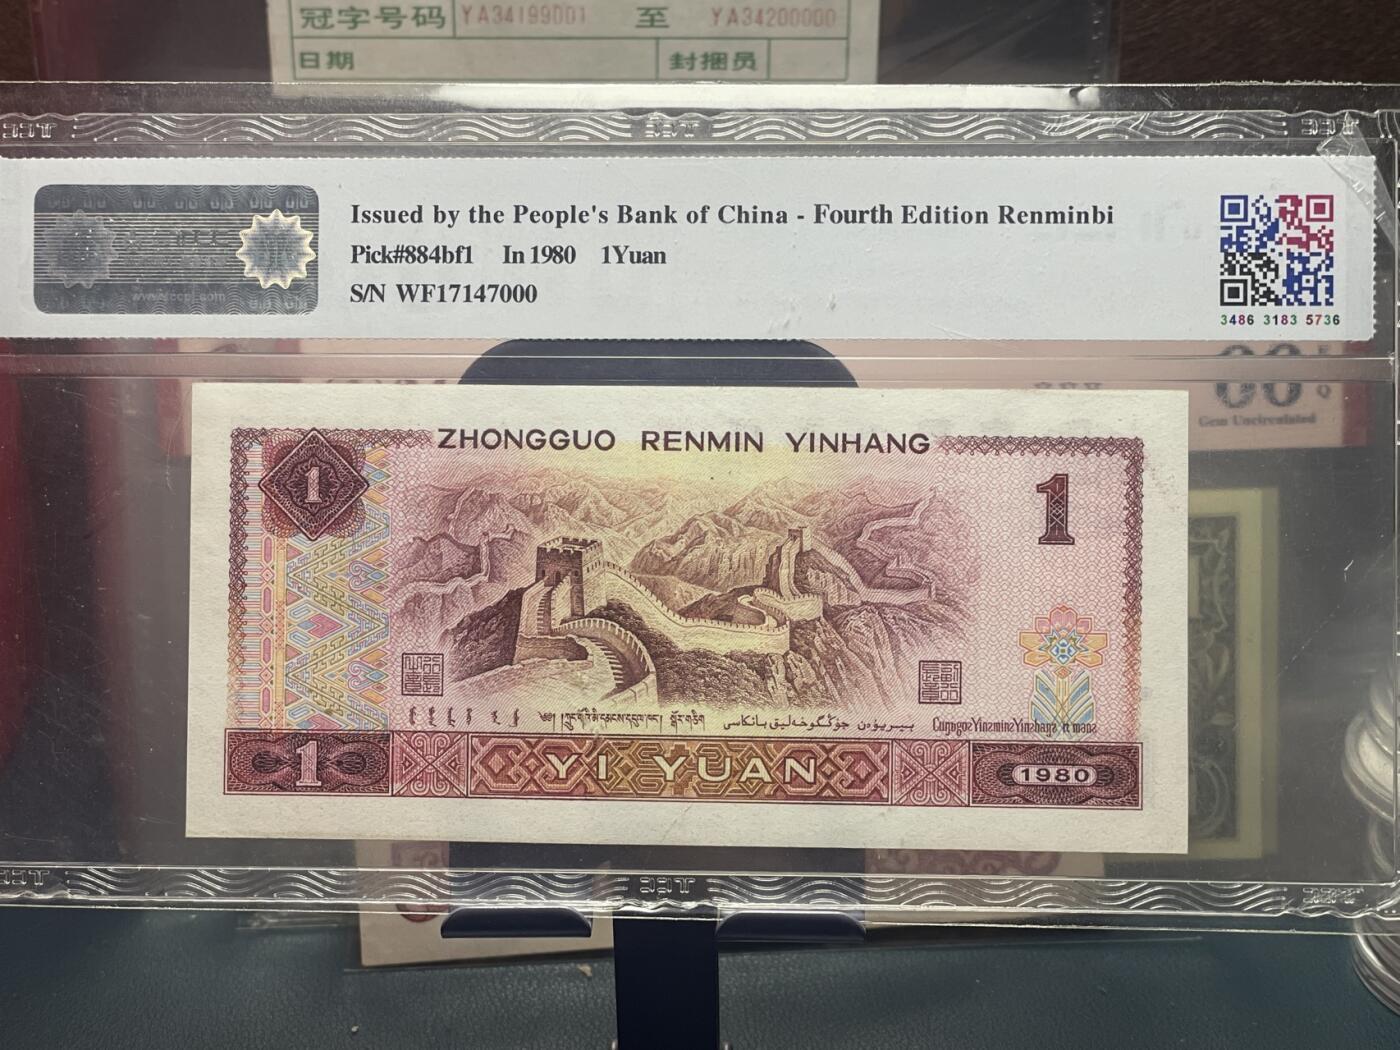 冠字号码 YA34199001 至 YA34200000
日期 封捆员
Issued by the People's Bank of China - Fourth Edition Renminbi
Pick#884bf1 In 1980 1Yuan
S/N WF17147000
3486 3183 5736
Gem Uncirculated
ZHONGGUO RENMIN YINHANG
1
1
1
YI YUAN
1980